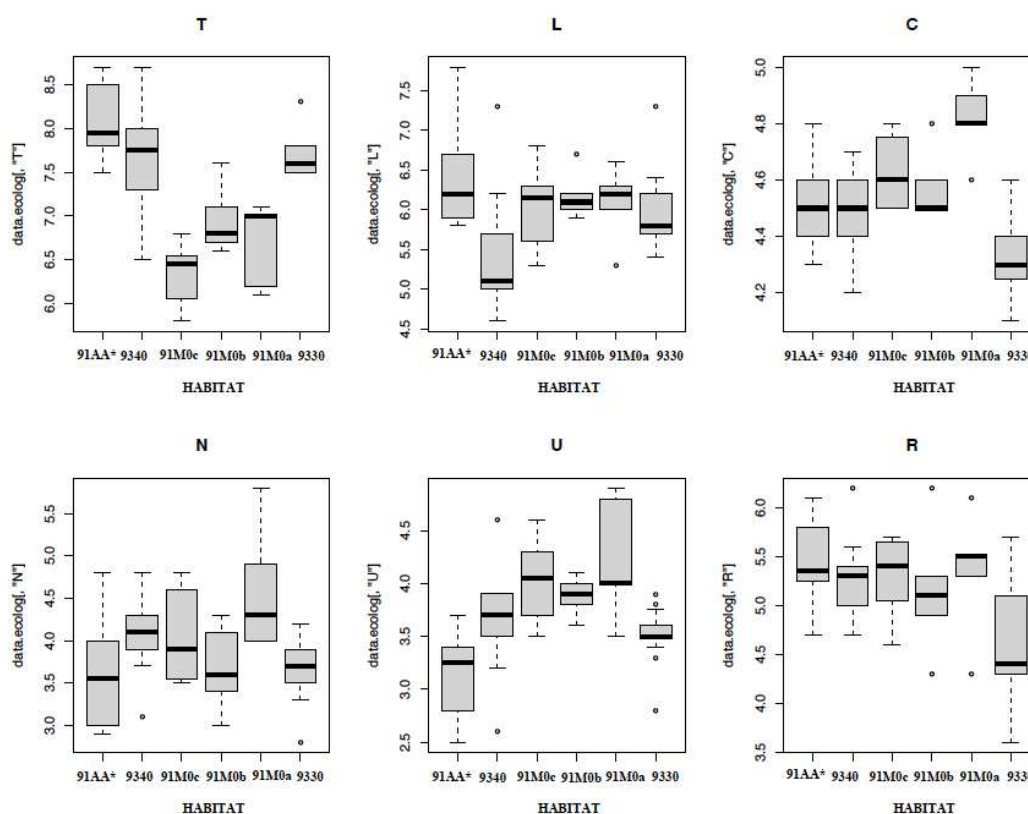 T
data.ecolog[, "T"]
8.5
8.0
7.5
7.0
6.5
6.0
91AA* 9340 91M0c 91M0b 91M0a 9330
HABITAT
L
data.ecolog[, "L"]
7.5
7.0
6.5
6.0
5.5
5.0
4.5
91AA* 9340 91M0c 91M0b 91M0a 9330
HABITAT
C
data.ecolog[, "C"]
5.0
4.8
4.6
4.4
4.2
91AA* 9340 91M0c 91M0b 91M0a 9330
HABITAT
N
data.ecolog[, "N"]
5.5
5.0
4.5
4.0
3.5
3.0
91AA* 9340 91M0c 91M0b 91M0a 9330
HABITAT
U
data.ecolog[, "U"]
4.5
4.0
3.5
3.0
2.5
91AA* 9340 91M0c 91M0b 91M0a 9330
HABITAT
R
data.ecolog[, "R"]
6.0
5.5
5.0
4.5
4.0
3.5
91AA* 9340 91M0c 91M0b 91M0a 9330
HABITAT